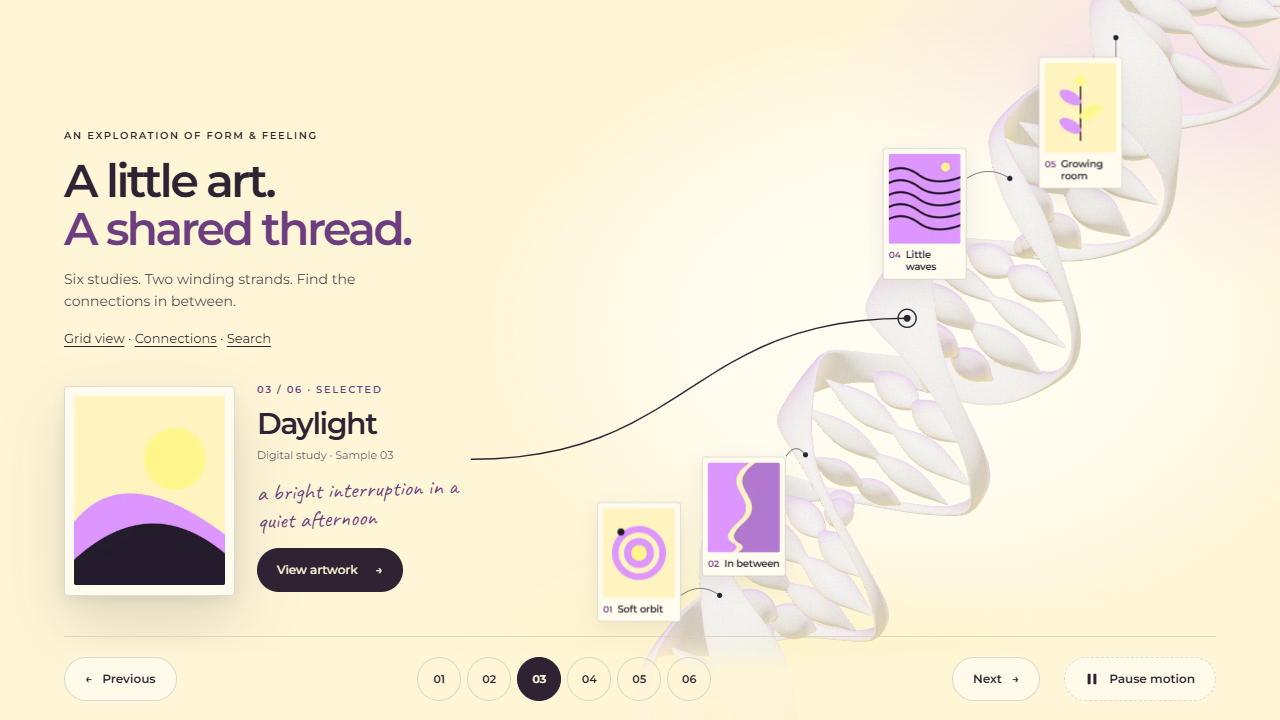 AN EXPLORATION OF FORM & FEELING
A little art.
A shared thread.
Six studies. Two winding strands. Find the
connections in between.
Grid view · Connections · Search
03 / 06 · SELECTED
Daylight
Digital study · Sample 03
a bright interruption in a
quiet afternoon
View artwork →
01 Soft orbit
02 In between
04 Little
waves
05 Growing
room
← Previous
01 02 03 04 05 06
Next →
Pause motion